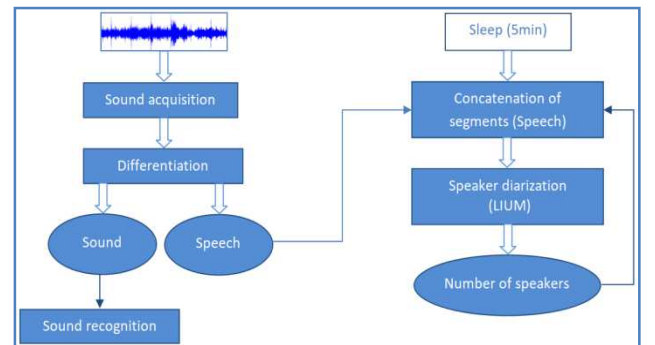 Sound acquisition
Differentiation
Sound
Speech
Sound recognition
Sleep (5min)
Concatenation of
segments (Speech)
Speaker diarization
(LIUM)
Number of speakers